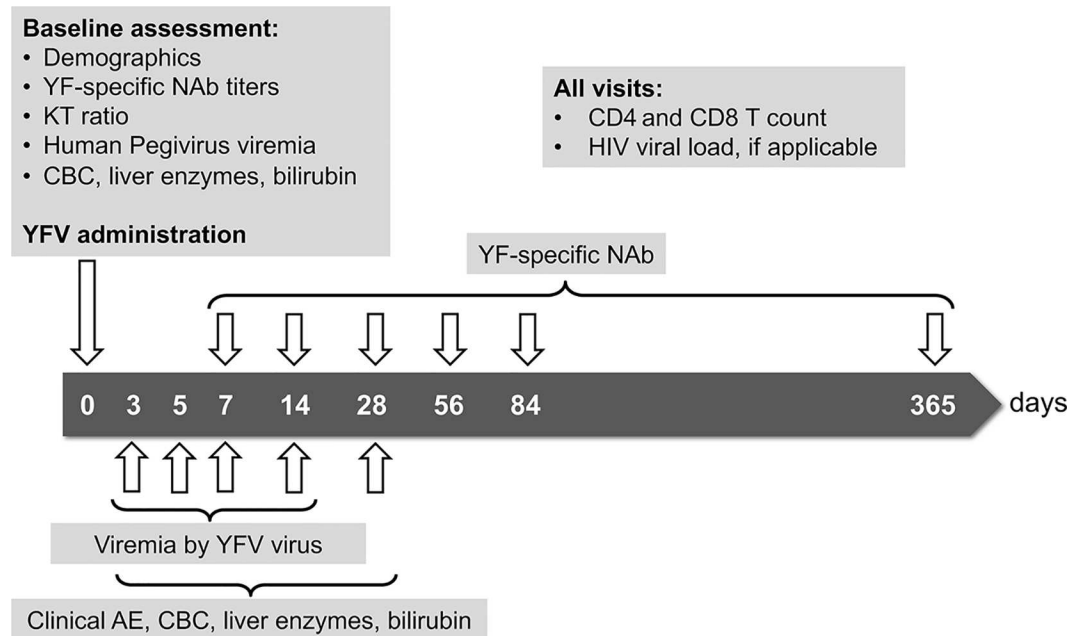 Baseline assessment:
• Demographics
• YF-specific NAb titers
• KT ratio
• Human Pegivirus viremia
• CBC, liver enzymes, bilirubin
YFV administration
All visits:
• CD4 and CD8 T count
• HIV viral load, if applicable
YF-specific NAb
0 3 5 7 14 28 56 84 365 days
Viremia by YFV virus
Clinical AE, CBC, liver enzymes, bilirubin